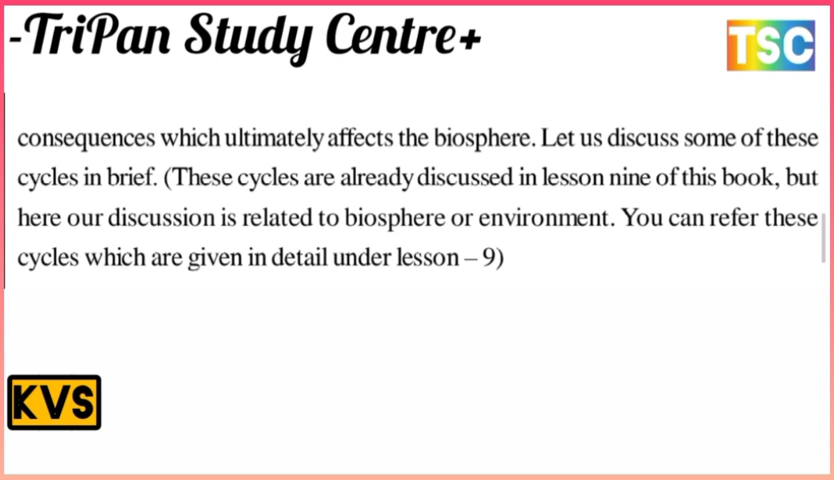 -TriPan Study Centre+
TSC
consequences which ultimately affects the biosphere. Let us discuss some of these
cycles in brief. (These cycles are already discussed in lesson nine of this book, but
here our discussion is related to biosphere or environment. You can refer these
cycles which are given in detail under lesson – 9)
KVS